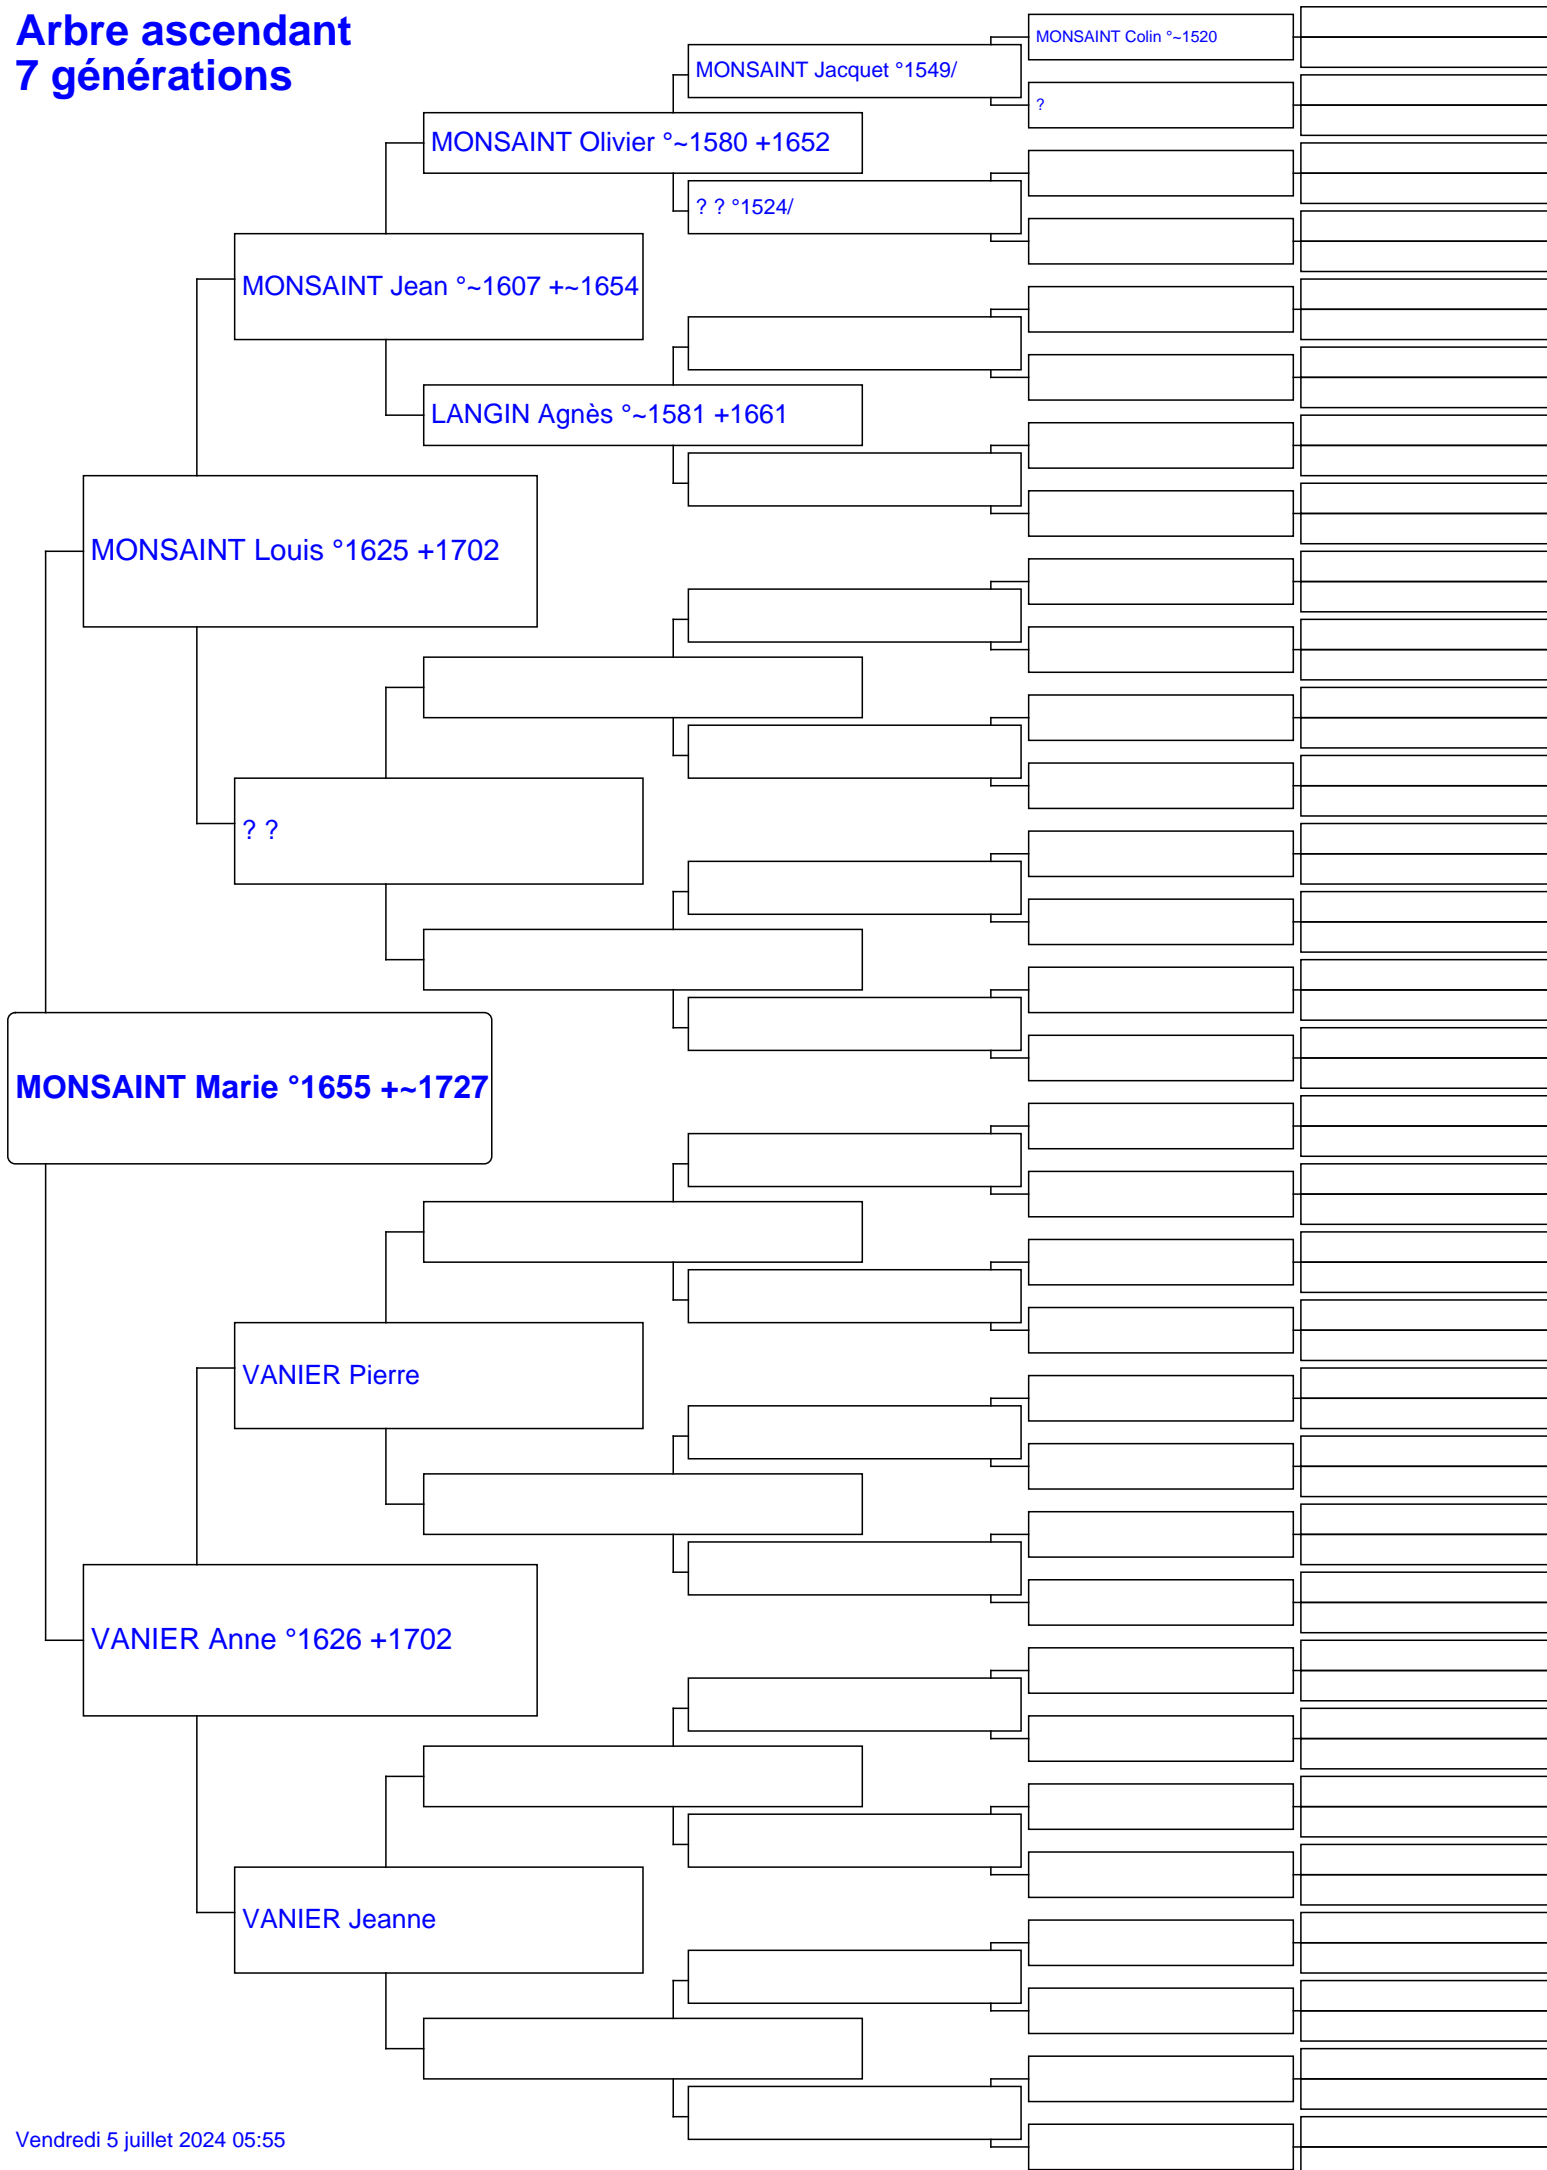 Arbre ascendant
7 générations
MONSAINT Colin °~1520
MONSAINT Jacquet °1549/
?
MONSAINT Olivier °~1580 +1652
? ? °1524/
MONSAINT Jean °~1607 +~1654
LANGIN Agnès °~1581 +1661
MONSAINT Louis °1625 +1702
? ?
MONSAINT Marie °1655 +~1727
VANIER Pierre
VANIER Anne °1626 +1702
VANIER Jeanne
Vendredi 5 juillet 2024 05:55